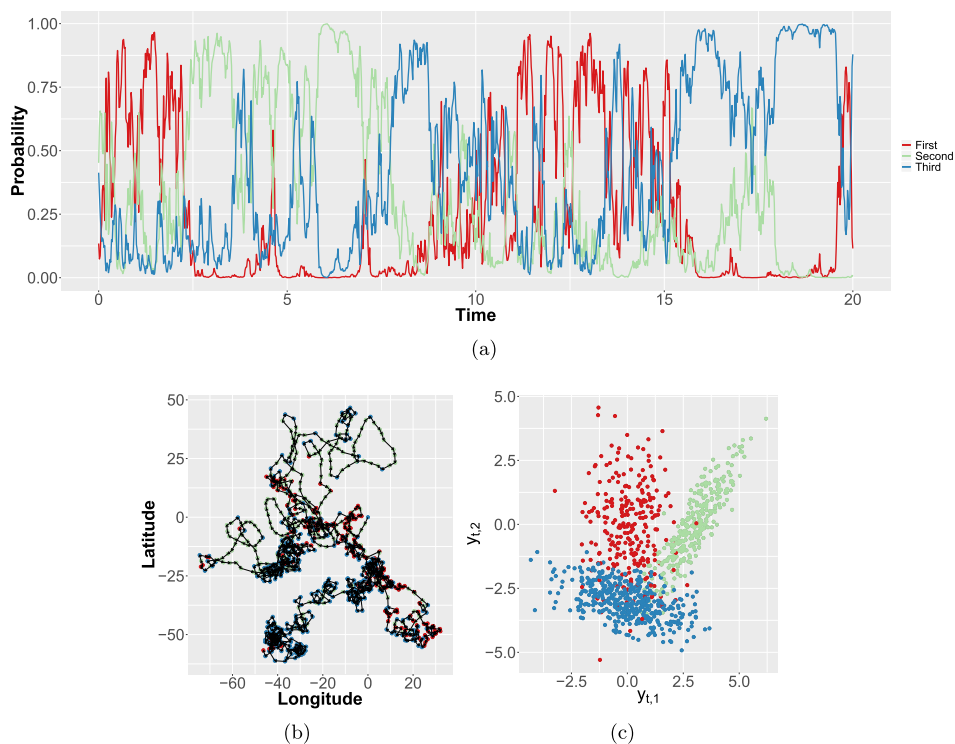 1.00
0.75
0.50
0.25
0.00
Probability
0 5 10 15 20
Time
First
Second
Third
(a)
50
25
0
−25
−50
Latitude
−60 −40 −20 0 20
Longitude
(b)
5.0
2.5
0.0
−2.5
−5.0
yt,2
−2.5 0.0 2.5 5.0
yt,1
(c)